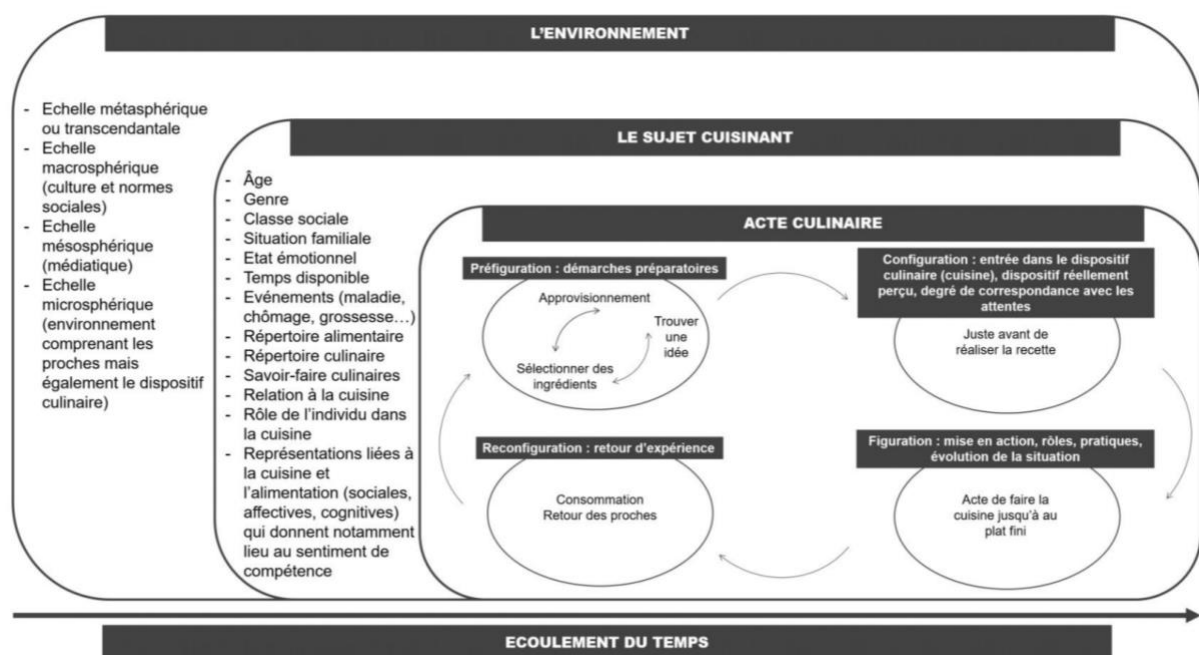 L'ENVIRONNEMENT
- Echelle métasphérique
ou transcendantale
- Echelle
macrosphérique
(culture et normes
sociales)
- Echelle
mésosphérique
(médiatique)
- Echelle
microsphérique
(environnement
comprenant les
proches mais
également le dispositif
culinaire)
LE SUJET CUISINANT
- Âge
- Genre
- Classe sociale
- Situation familiale
- Etat émotionnel
- Temps disponible
- Evénements (maladie,
chômage, grossesse…)
- Répertoire alimentaire
- Répertoire culinaire
- Savoir-faire culinaires
- Relation à la cuisine
- Rôle de l'individu dans
la cuisine
- Représentations liées à
la cuisine et
l'alimentation (sociales,
affectives, cognitives)
qui donnent notamment
lieu au sentiment de
compétence
ACTE CULINAIRE
Préfiguration : démarches préparatoires
Approvisionnement
Trouver
une
idée
Sélectionner des
ingrédients
Configuration : entrée dans le dispositif
culinaire (cuisine), dispositif réellement
perçu, degré de correspondance avec les
attentes
Juste avant de
réaliser la recette
Reconfiguration : retour d'expérience
Consommation
Retour des proches
Figuration : mise en action, rôles, pratiques,
évolution de la situation
Acte de faire la
cuisine jusqu'à au
plat fini
ECOULEMENT DU TEMPS